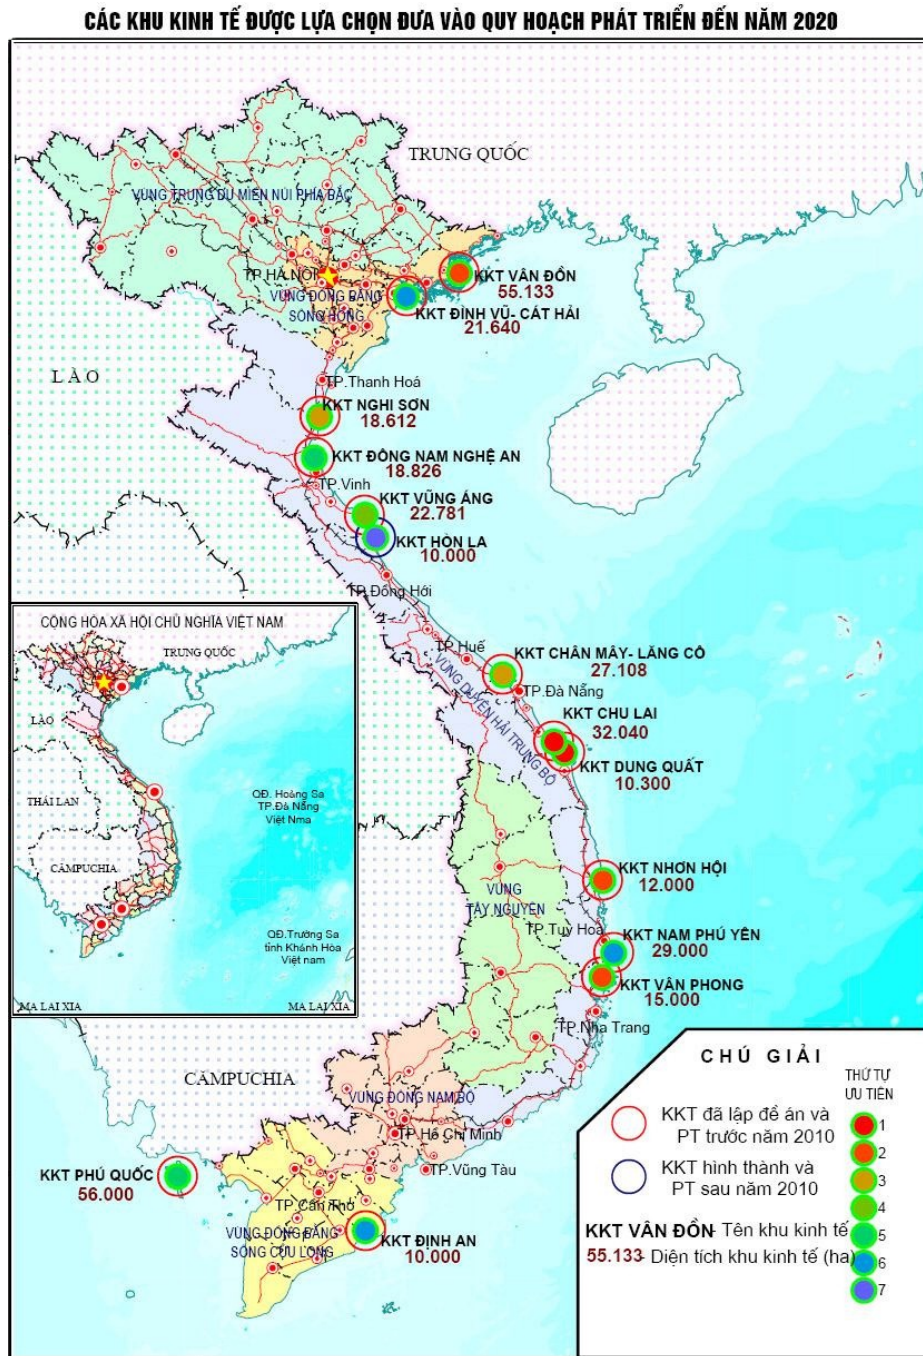 CÁC KHU KINH TẾ ĐƯỢC LỰA CHỌN ĐƯA VÀO QUY HOẠCH PHÁT TRIỂN ĐẾN NĂM 2020
TRUNG QUỐC
VÙNG TRUNG DU MIỀN NÚI PHÍA BẮC
TP.HÀ NỘI
KKT VÂN ĐỒN
55.133
VÙNG ĐỒNG BẰNG
SÔNG HỒNG
KKT ĐÌNH VŨ- CÁT HẢI
21.640
LÀO
TP.Thanh Hoá
KKT NGHI SƠN
18.612
KKT ĐÔNG NAM NGHỆ AN
18.826
TP.Vinh
KKT VŨNG ÁNG
22.781
KKT HÒN LA
10.000
TP.Đồng Hới
TP.Huế
KKT CHÂN MÂY- LĂNG CÔ
27.108
VÙNG DUYÊN HẢI TRUNG BỘ
TP.Đà Nẵng
KKT CHU LAI
32.040
KKT DUNG QUẤT
10.300
KKT NHƠN HỘI
12.000
VÙNG
TÂY NGUYÊN
TP.Tuy Hoà
KKT NAM PHÚ YÊN
29.000
KKT VÂN PHONG
15.000
TP.Nha Trang
CỘNG HÒA XÃ HỘI CHỦ NGHĨA VIỆT NAM
TRUNG QUỐC
LÀO
THÁI LAN
QĐ. Hoàng Sa
TP.Đà Nẵng
Việt Nma
CĂMPUCHIA
QĐ.Trường Sa
tỉnh Khánh Hòa
Việt nam
MA LAI XIA
MA LAI XIA
CĂMPUCHIA
VÙNG ĐÔNG NAM BỘ
TP.Hồ Chí Minh
TP.Vũng Tàu
KKT PHÚ QUỐC
56.000
TP.Cần Thơ
VÙNG ĐỒNG BẰNG
SÔNG CỬU LONG
KKT ĐỊNH AN
10.000
CHÚ GIẢI
THỨ TỰ
ƯU TIÊN
KKT đã lập đề án và
PT trước năm 2010
KKT hình thành và
PT sau năm 2010
KKT VÂN ĐỒN - Tên khu kinh tế
55.133 - Diện tích khu kinh tế (ha)
1
2
3
4
5
6
7